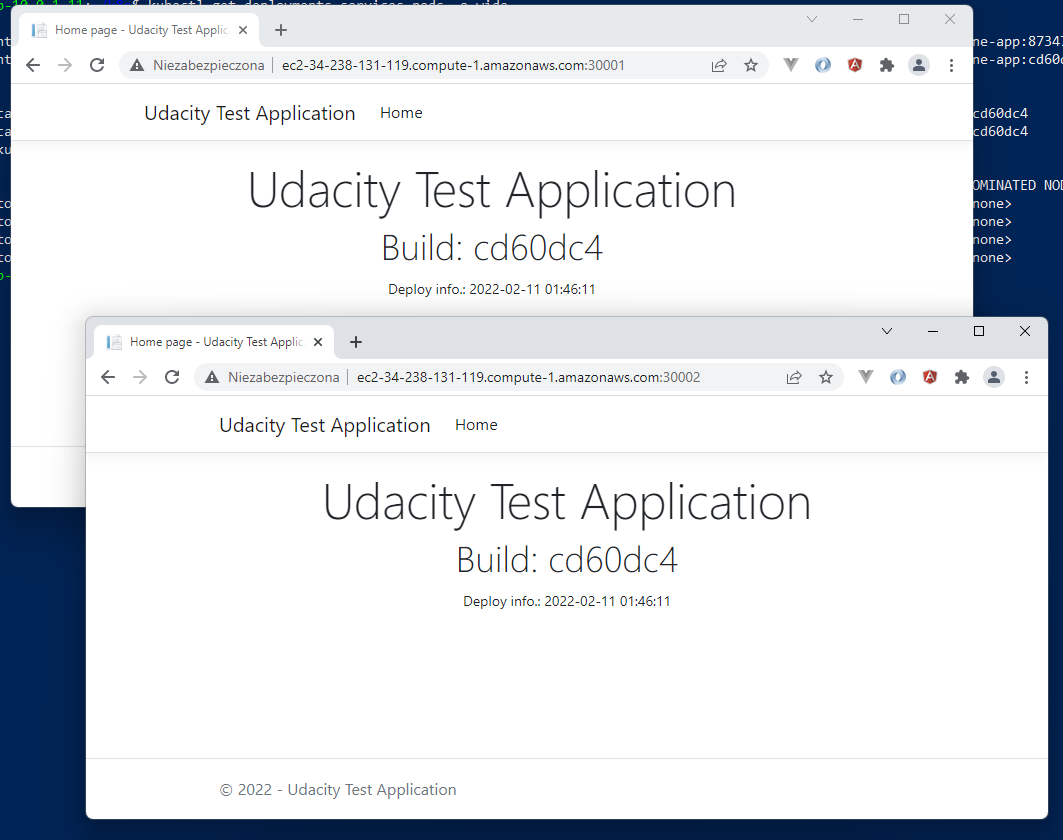 $ kubectl get deployments,services,pods -o wide
Home page - Udacity Test Applic
Niezabezpieczona | ec2-34-238-131-119.compute-1.amazonaws.com:30001
ne-app:8734
ne-app:cd60d
Udacity Test Application Home
cd60dc4
cd60dc4
Udacity Test Application
OMINATED NOD
none>
none>
Build: cd60dc4
none>
none>
Deploy info.: 2022-02-11 01:46:11
Home page - Udacity Test Applic
Niezabezpieczona | ec2-34-238-131-119.compute-1.amazonaws.com:30002
Udacity Test Application Home
Udacity Test Application
Build: cd60dc4
Deploy info.: 2022-02-11 01:46:11
© 2022 - Udacity Test Application